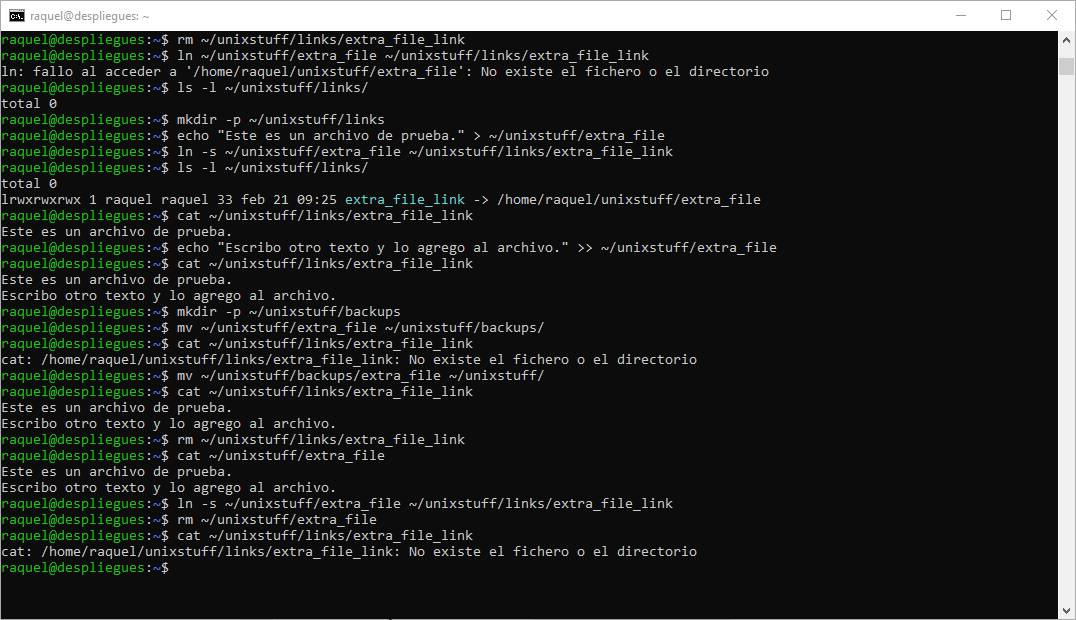 raquel@despliegues: ~
raquel@despliegues:~$ rm ~/unixstuff/links/extra_file_link
raquel@despliegues:~$ ln ~/unixstuff/extra_file ~/unixstuff/links/extra_file_link
ln: fallo al acceder a '/home/raquel/unixstuff/extra_file': No existe el fichero o el directorio
raquel@despliegues:~$ ls -l ~/unixstuff/links/
total 0
raquel@despliegues:~$ mkdir -p ~/unixstuff/links
raquel@despliegues:~$ echo "Este es un archivo de prueba." > ~/unixstuff/extra_file
raquel@despliegues:~$ ln -s ~/unixstuff/extra_file ~/unixstuff/links/extra_file_link
raquel@despliegues:~$ ls -l ~/unixstuff/links/
total 0
lrwxrwxrwx 1 raquel raquel 33 feb 21 09:25 extra_file_link -> /home/raquel/unixstuff/extra_file
raquel@despliegues:~$ cat ~/unixstuff/links/extra_file_link
Este es un archivo de prueba.
raquel@despliegues:~$ echo "Escribo otro texto y lo agrego al archivo." >> ~/unixstuff/extra_file
raquel@despliegues:~$ cat ~/unixstuff/links/extra_file_link
Este es un archivo de prueba.
Escribo otro texto y lo agrego al archivo.
raquel@despliegues:~$ mkdir -p ~/unixstuff/backups
raquel@despliegues:~$ mv ~/unixstuff/extra_file ~/unixstuff/backups/
raquel@despliegues:~$ cat ~/unixstuff/links/extra_file_link
cat: /home/raquel/unixstuff/links/extra_file_link: No existe el fichero o el directorio
raquel@despliegues:~$ mv ~/unixstuff/backups/extra_file ~/unixstuff/
raquel@despliegues:~$ cat ~/unixstuff/links/extra_file_link
Este es un archivo de prueba.
Escribo otro texto y lo agrego al archivo.
raquel@despliegues:~$ rm ~/unixstuff/links/extra_file_link
raquel@despliegues:~$ cat ~/unixstuff/extra_file
Este es un archivo de prueba.
Escribo otro texto y lo agrego al archivo.
raquel@despliegues:~$ ln -s ~/unixstuff/extra_file ~/unixstuff/links/extra_file_link
raquel@despliegues:~$ rm ~/unixstuff/extra_file
raquel@despliegues:~$ cat ~/unixstuff/links/extra_file_link
cat: /home/raquel/unixstuff/links/extra_file_link: No existe el fichero o el directorio
raquel@despliegues:~$